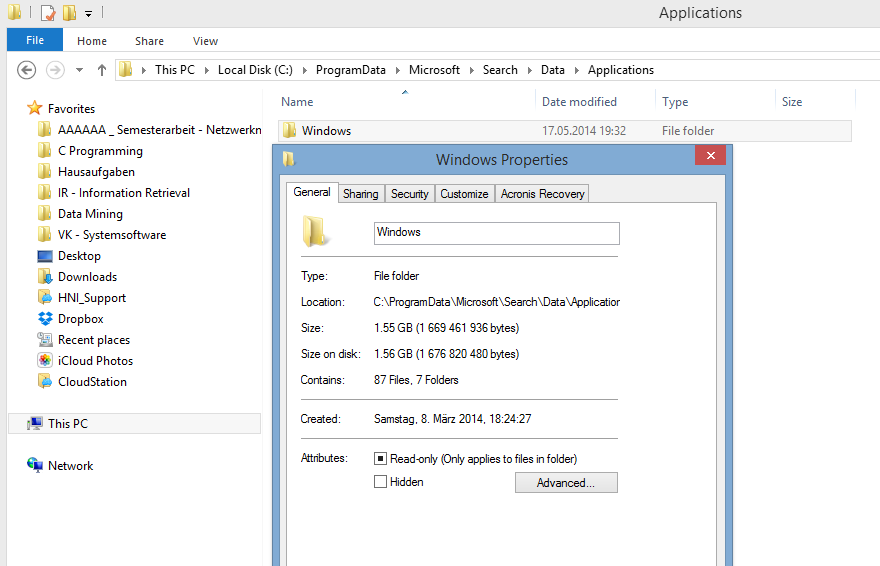 Applications
File Home Share View
This PC Local Disk (C:) ProgramData Microsoft Search Data Applications
Name Date modified Type Size
Windows 17.05.2014 19:32 File folder
Favorites
AAAAAA _ Semesterarbeit - Netzwerkn
C Programming
Hausaufgaben
IR - Information Retrieval
Data Mining
VK - Systemsoftware
Desktop
Downloads
HNI_Support
Dropbox
Recent places
iCloud Photos
CloudStation
This PC
Network
Windows Properties
General Sharing Security Customize Acronis Recovery
Windows
Type: File folder
Location: C:\ProgramData\Microsoft\Search\Data\Application
Size: 1.55 GB (1 669 461 936 bytes)
Size on disk: 1.56 GB (1 676 820 480 bytes)
Contains: 87 Files, 7 Folders
Created: Samstag, 8. März 2014, 18:24:27
Attributes: Read-only (Only applies to files in folder)
Hidden Advanced...